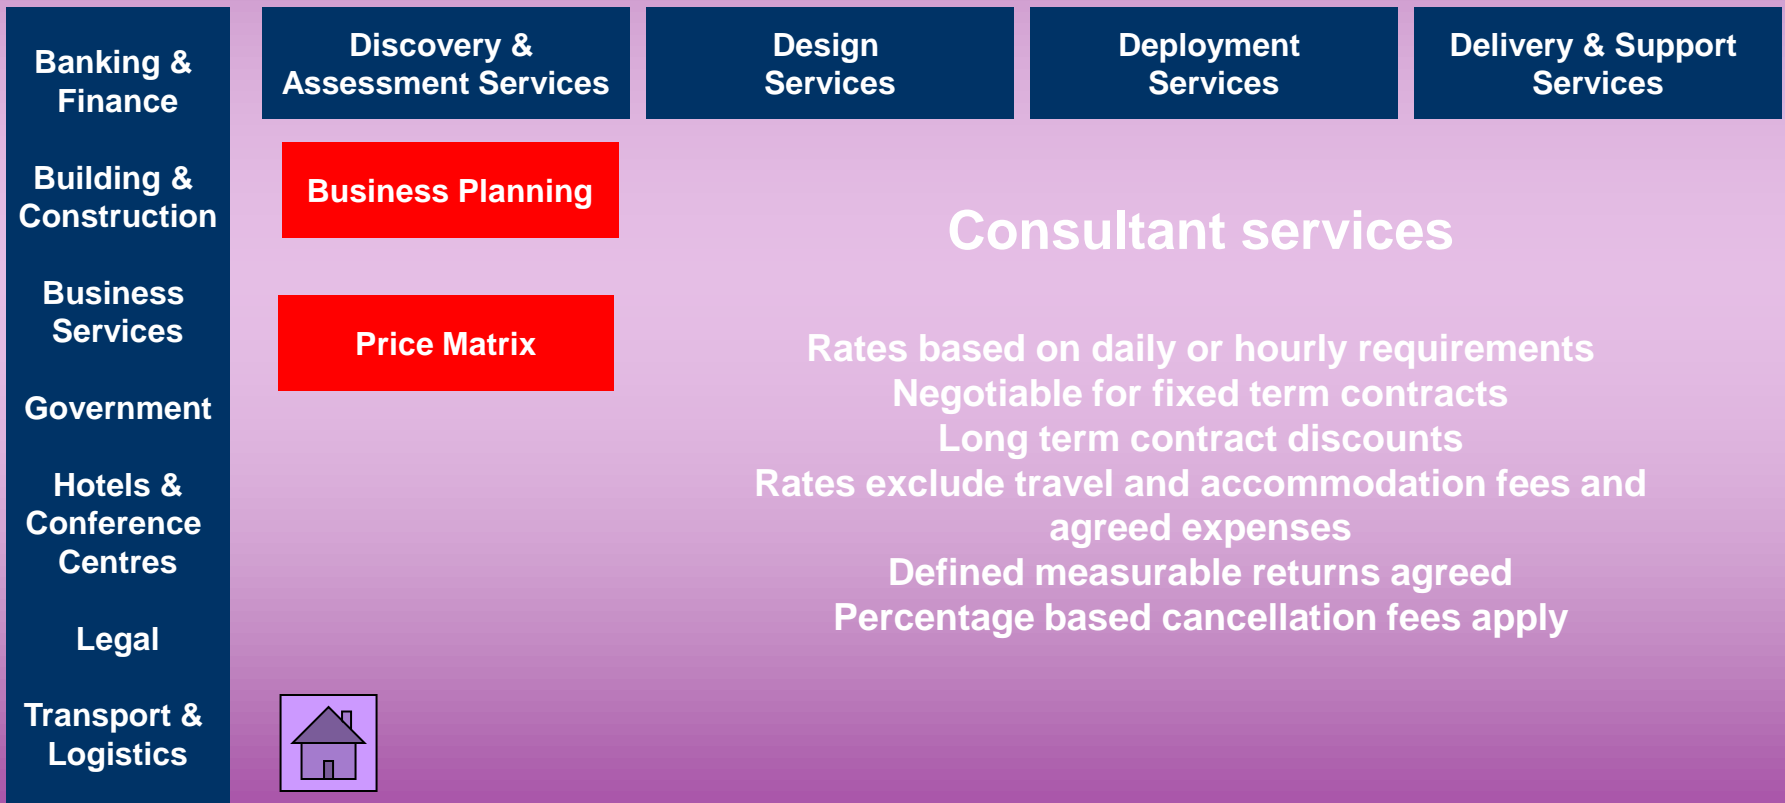 Banking &
Finance
Building &
Construction
Business
Services
Government
Hotels &
Conference
Centres
Legal
Transport &
Logistics
Discovery &
Assessment Services
Design
Services
Deployment
Services
Delivery & Support
Services
Business Planning
Price Matrix
Consultant services
Rates based on daily or hourly requirements
Negotiable for fixed term contracts
Long term contract discounts
Rates exclude travel and accommodation fees and
agreed expenses
Defined measurable returns agreed
Percentage based cancellation fees apply